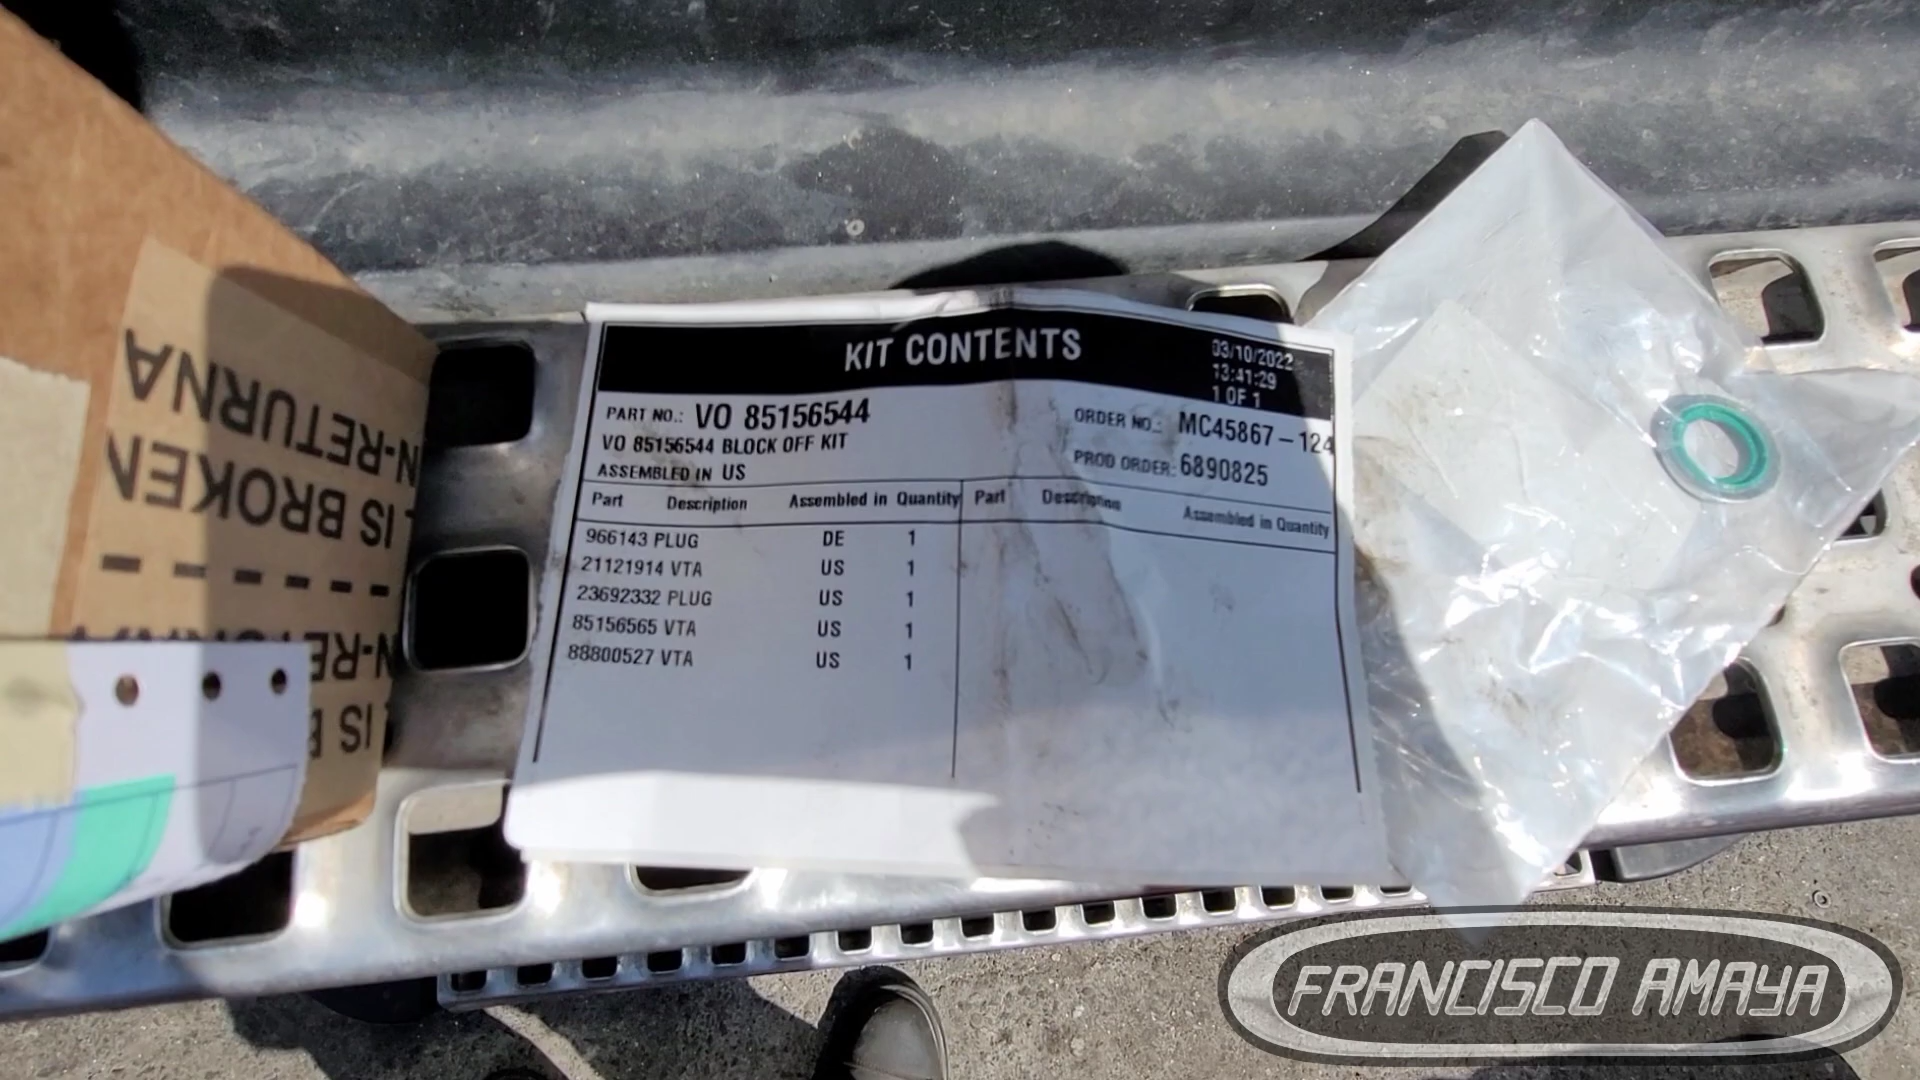 KIT CONTENTS
03/10/2022
13:41:29
1 OF 1
PART NO.: VO 85156544
VO 85156544 BLOCK OFF KIT
ASSEMBLED IN US
ORDER NO.: MC45867-124
PROD ORDER: 6890825
Part Description Assembled in Quantity Part Description Assembled in Quantity
966143 PLUG DE 1
21121914 VTA US 1
23692332 PLUG US 1
85156565 VTA US 1
88800527 VTA US 1
N-RETURNA
IS BROKEN
N-RE
IS B
FRANCISCO AMAYA